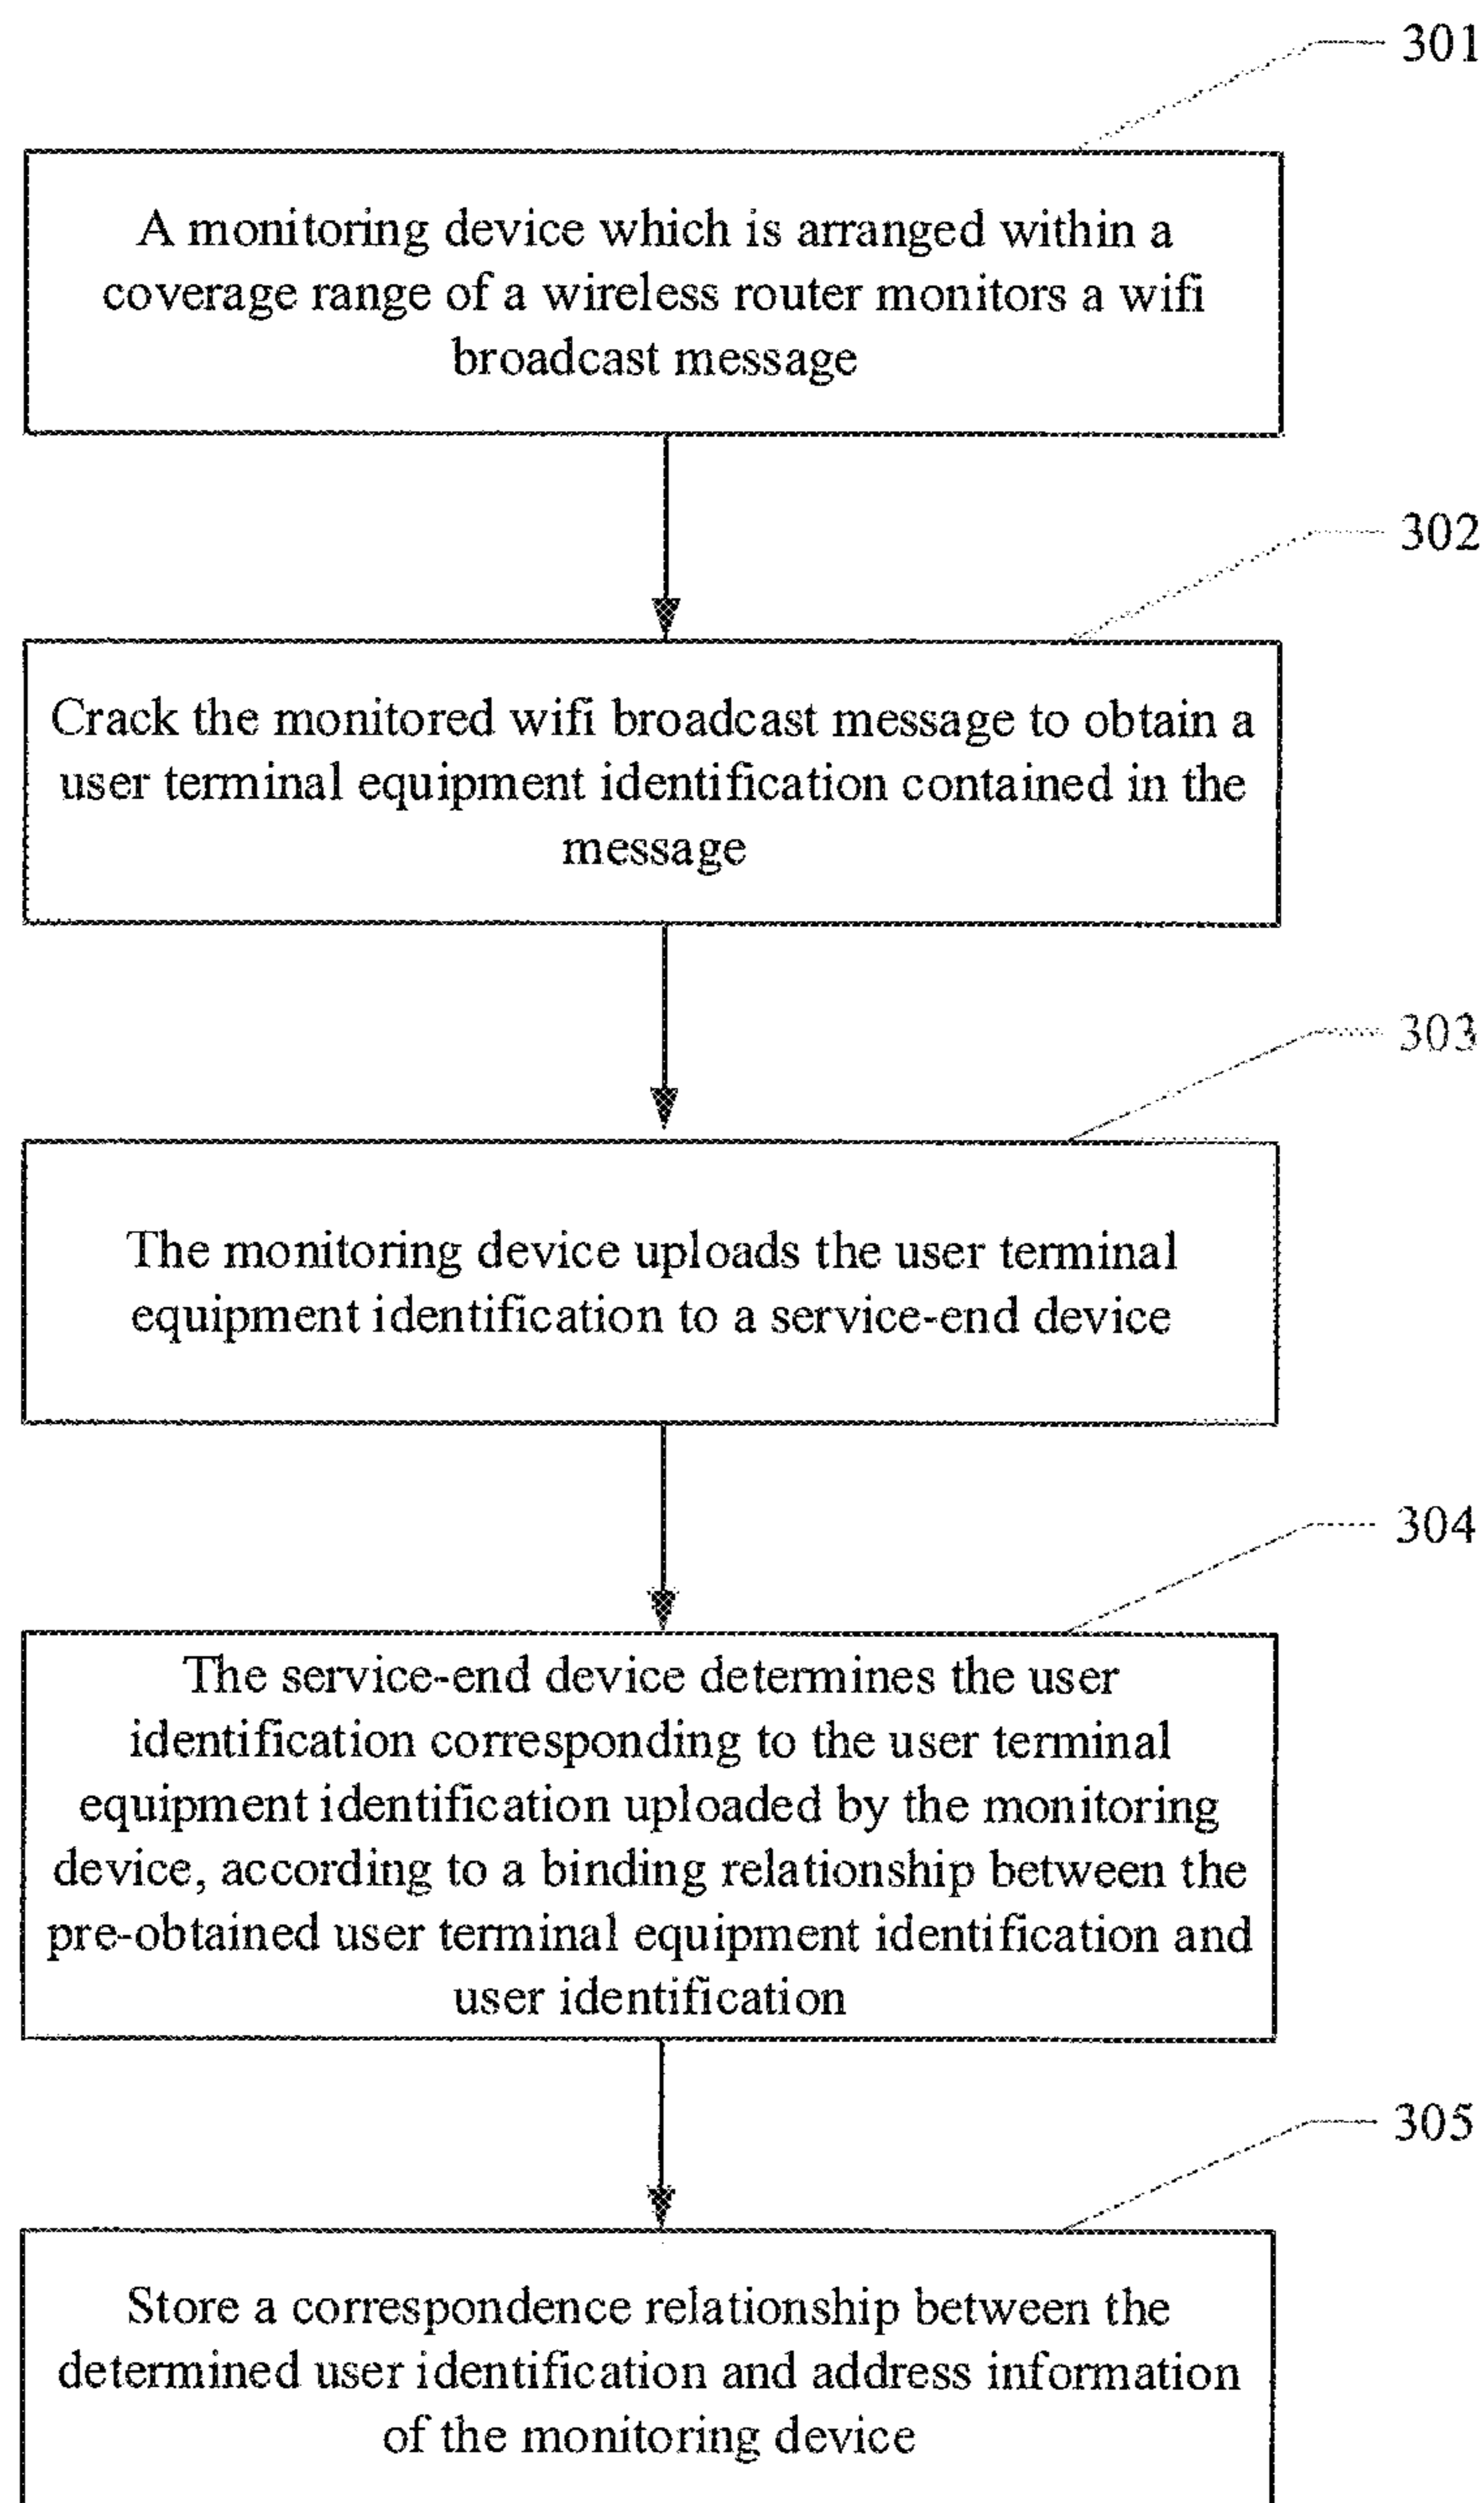 301
A monitoring device which is arranged within a
coverage range of a wireless router monitors a wifi
broadcast message
302
Crack the monitored wifi broadcast message to obtain a
user terminal equipment identification contained in the
message
303
The monitoring device uploads the user terminal
equipment identification to a service-end device
304
The service-end device determines the user
identification corresponding to the user terminal
equipment identification uploaded by the monitoring
device, according to a binding relationship between the
pre-obtained user terminal equipment identification and
user identification
305
Store a correspondence relationship between the
determined user identification and address information
of the monitoring device